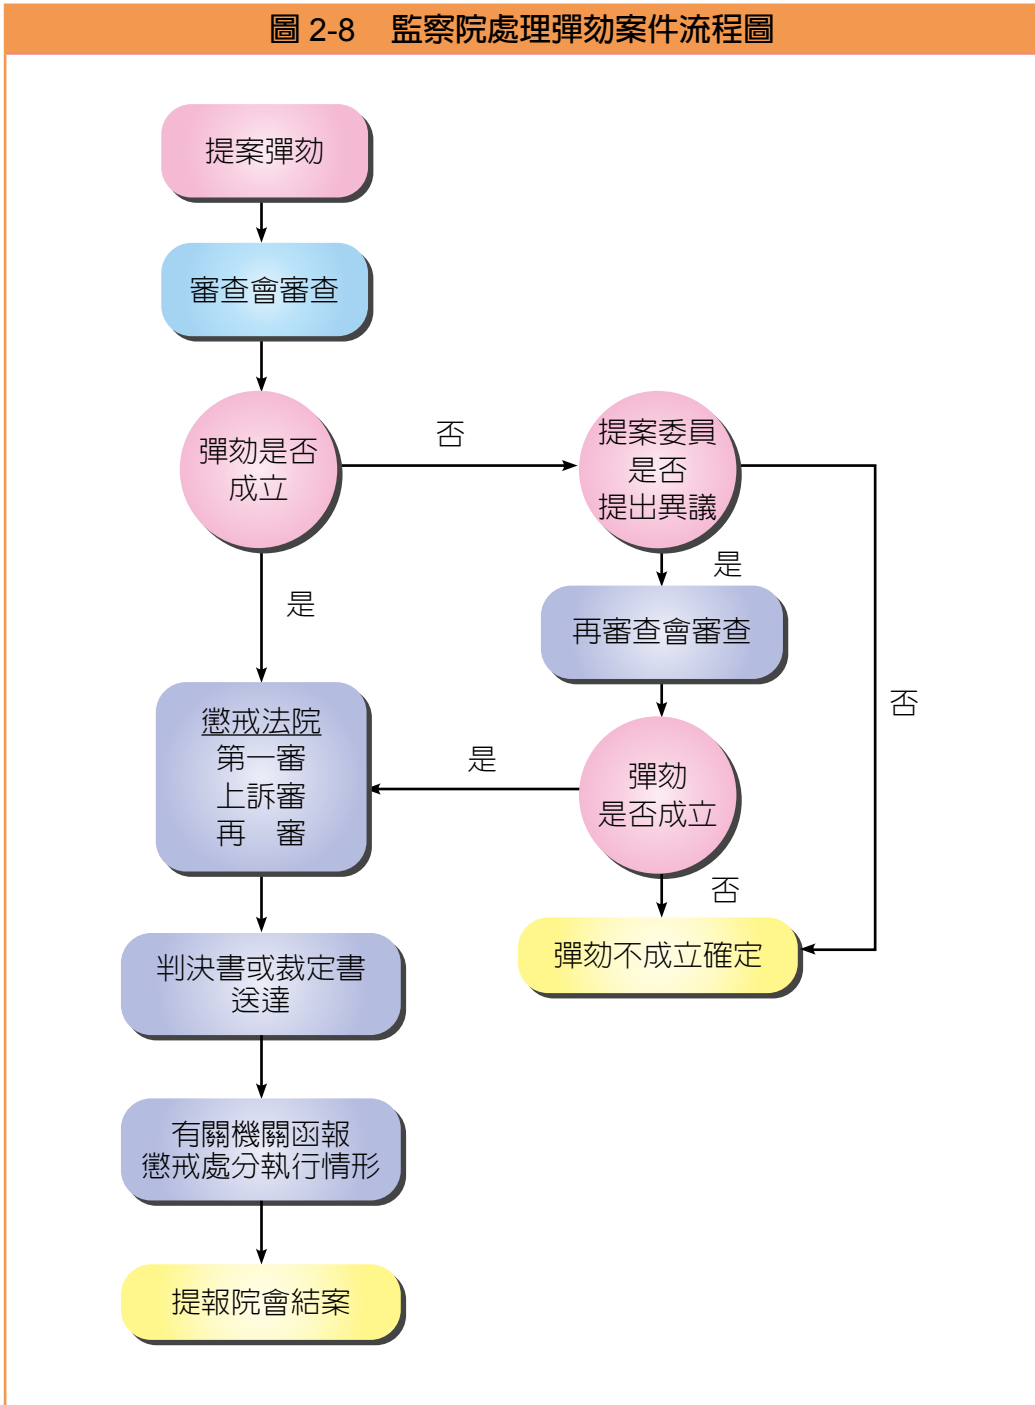 圖 2-8 監察院處理彈劾案件流程圖
提案彈劾
審查會審查
彈劾是否
成立
否
提案委員
是否
提出異議
是
是
再審查會審查
否
懲戒法院
第一審
上訴審
再 審
是
彈劾
是否成立
否
彈劾不成立確定
判決書或裁定書
送達
有關機關函報
懲戒處分執行情形
提報院會結案